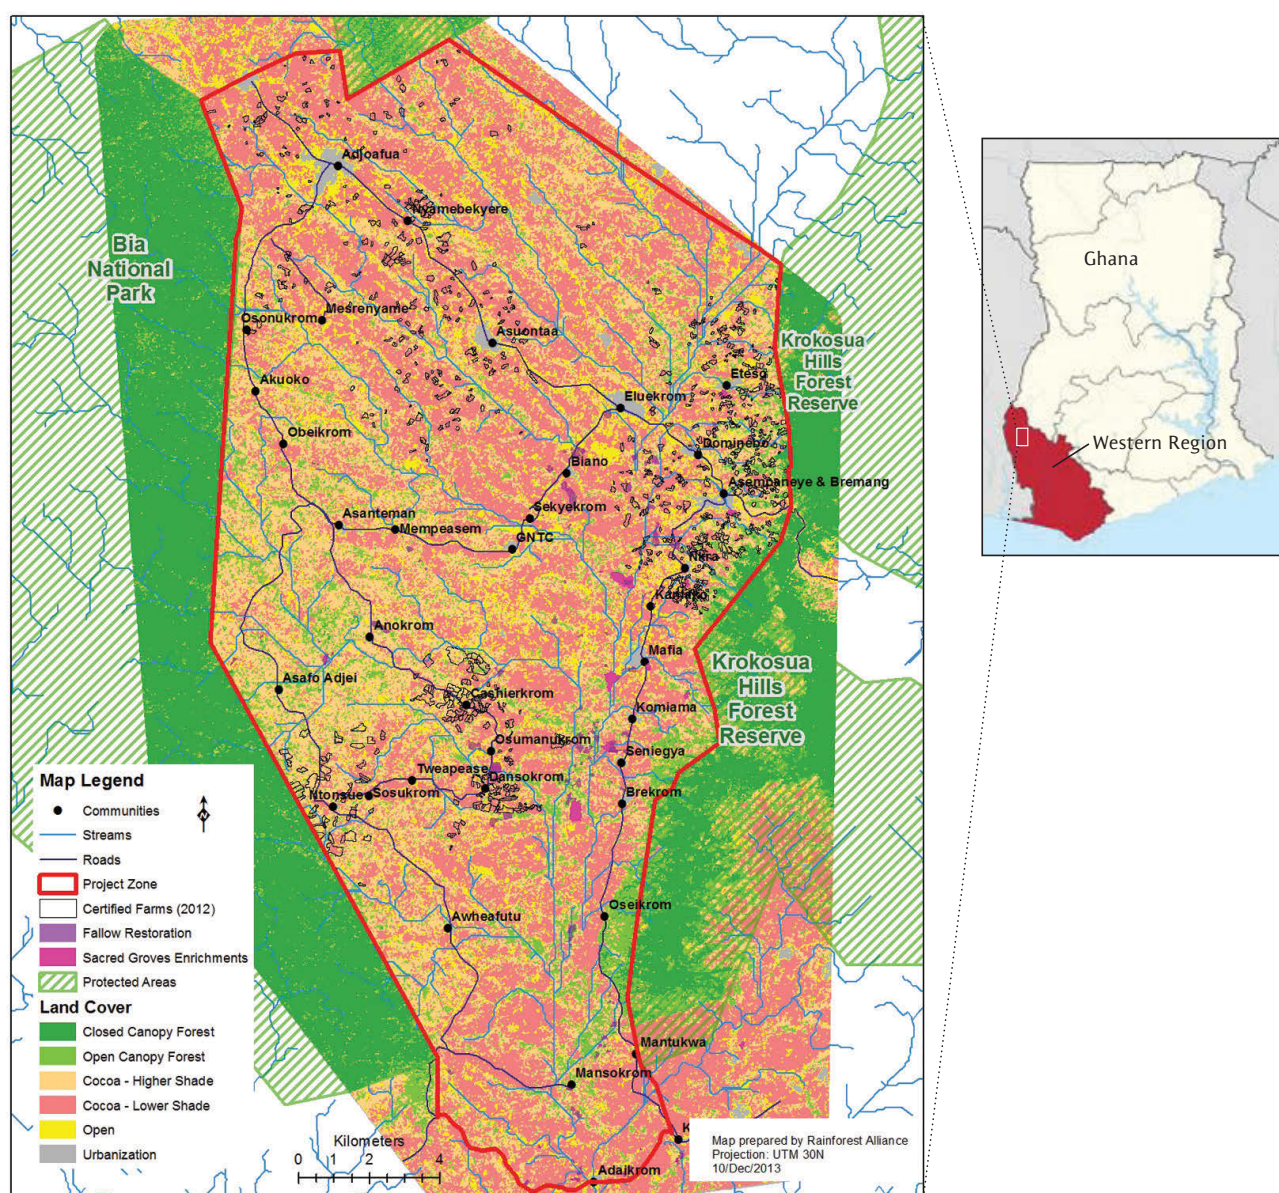 Adjoafua
Nyamebekyere
Bia
National
Park
Mesrenyame
Osonukrom
Asuontaa
Krokosua
Hills
Forest
Reserve
Eteso
Akuoko
Eluekrom
Obeikrom
Dominebo
Biano
Asempaneye & Bremang
Sekyekrom
Asanteman
Mempeasem
GNTC
Nkra
Kamako
Anokrom
Mafia
Krokosua
Hills
Forest
Reserve
Asafo Adjei
Cashierkrom
Komiama
Osumanukrom
Seniegya
Tweapease
Dansokrom
Ntonsue
Sosukrom
Brekrom
Oseikrom
Awheafutu
Mantukwa
Mansokrom
K
Adaikrom
Map Legend
Communities
N
Streams
Roads
Project Zone
Certified Farms (2012)
Fallow Restoration
Sacred Groves Enrichments
Protected Areas
Land Cover
Closed Canopy Forest
Open Canopy Forest
Cocoa - Higher Shade
Cocoa - Lower Shade
Open
Urbanization
Kilometers
0 1 2 4
Map prepared by Rainforest Alliance
Projection: UTM 30N
10/Dec/2013
Ghana
Western Region